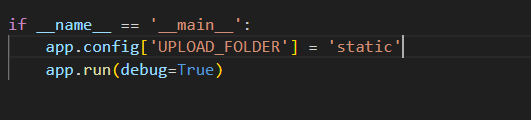 if __name__ == '__main__':
    app.config['UPLOAD_FOLDER'] = 'static'
    app.run(debug=True)